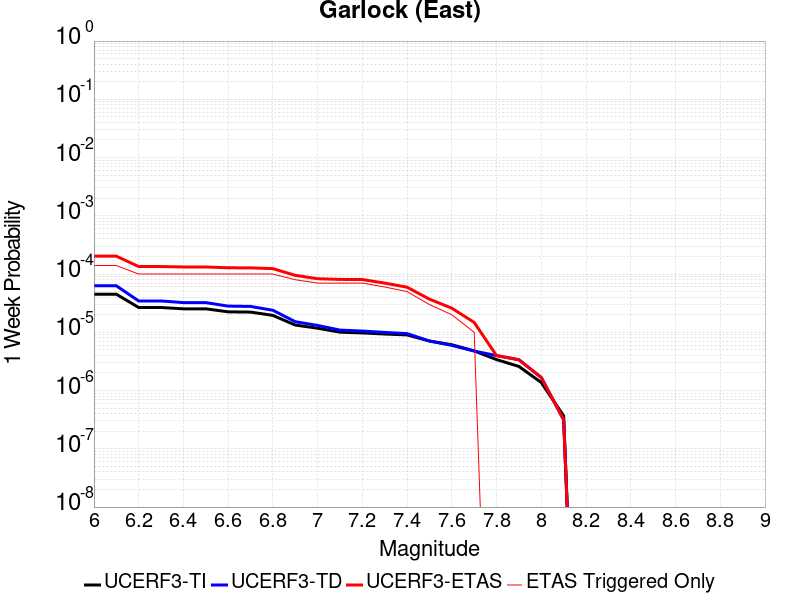 Garlock (East)
10^0
10^-1
10^-2
10^-3
10^-4
10^-5
10^-6
10^-7
10^-8
1 Week Probability
6 6.2 6.4 6.6 6.8 7 7.2 7.4 7.6 7.8 8 8.2 8.4 8.6 8.8 9
Magnitude
UCERF3-TI UCERF3-TD UCERF3-ETAS ETAS Triggered Only